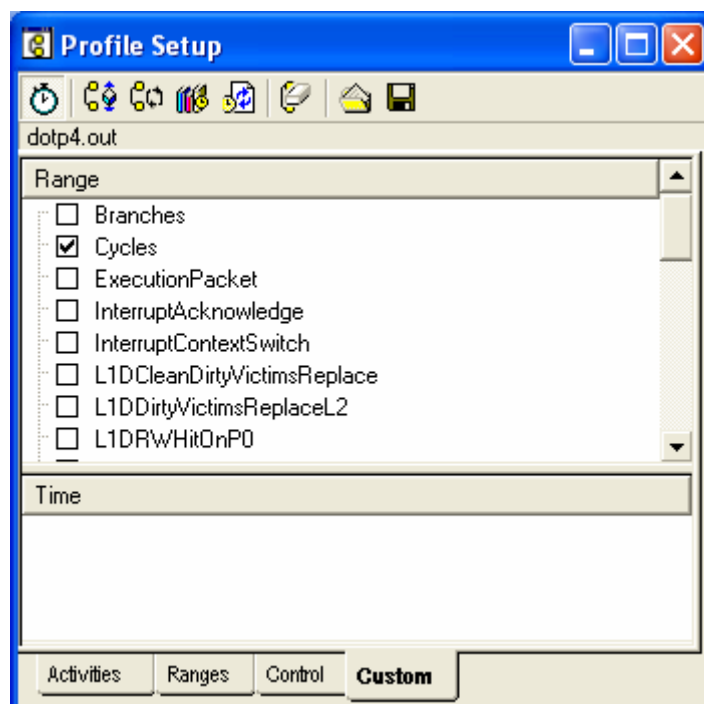 Profile Setup
dotp4.out
Range
Branches
Cycles
ExecutionPacket
InterruptAcknowledge
InterruptContextSwitch
L1DCleanDirtyVictimsReplace
L1DDirtyVictimsReplaceL2
L1DRWHitOnP0
Time
Activities Ranges Control Custom